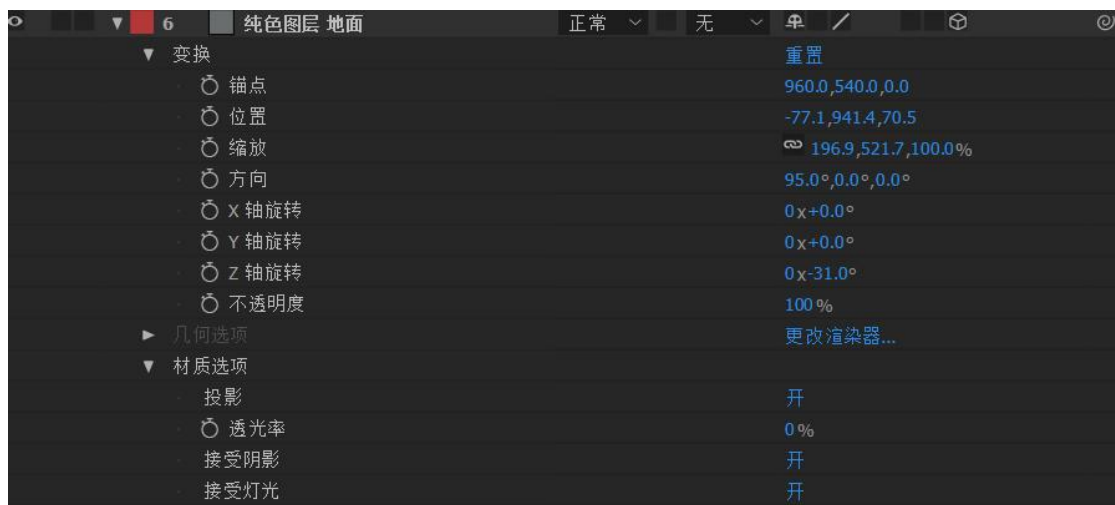 6 纯色图层 地面 正常 无
变换 重置
锚点 960.0,540.0,0.0
位置 -77.1,941.4,70.5
缩放 196.9,521.7,100.0%
方向 95.0°,0.0°,0.0°
X 轴旋转 0x+0.0°
Y 轴旋转 0x+0.0°
Z 轴旋转 0x-31.0°
不透明度 100%
几何选项 更改渲染器...
材质选项
投影 开
透光率 0%
接受阴影 开
接受灯光 开